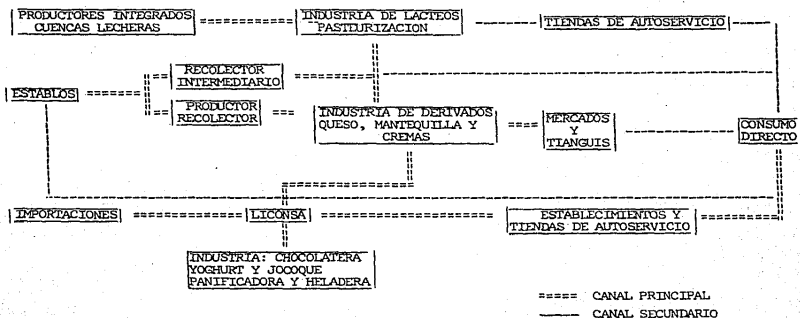 PRODUCTORES INTEGRADOS
CUENCAS LECHERAS
INDUSTRIA DE LACTEOS
PASTEURIZACION
TIENDAS DE AUTOSERVICIO
RECOLECTOR
INTERMEDIARIO
ESTABLOS
PRODUCTOR
RECOLECTOR
INDUSTRIA DE DERIVADOS
QUESO, MANTEQUILLA Y
CREMAS
MERCADOS
Y
TIANGUIS
CONSUMO
DIRECTO
IMPORTACIONES
LICONSA
ESTABLECIMIENTOS Y
TIENDAS DE AUTOSERVICIO
INDUSTRIA: CHOCOLATERA
YOGHURT Y JOCOQUE
PANIFICADORA Y HELADERA
===== CANAL PRINCIPAL
----- CANAL SECUNDARIO